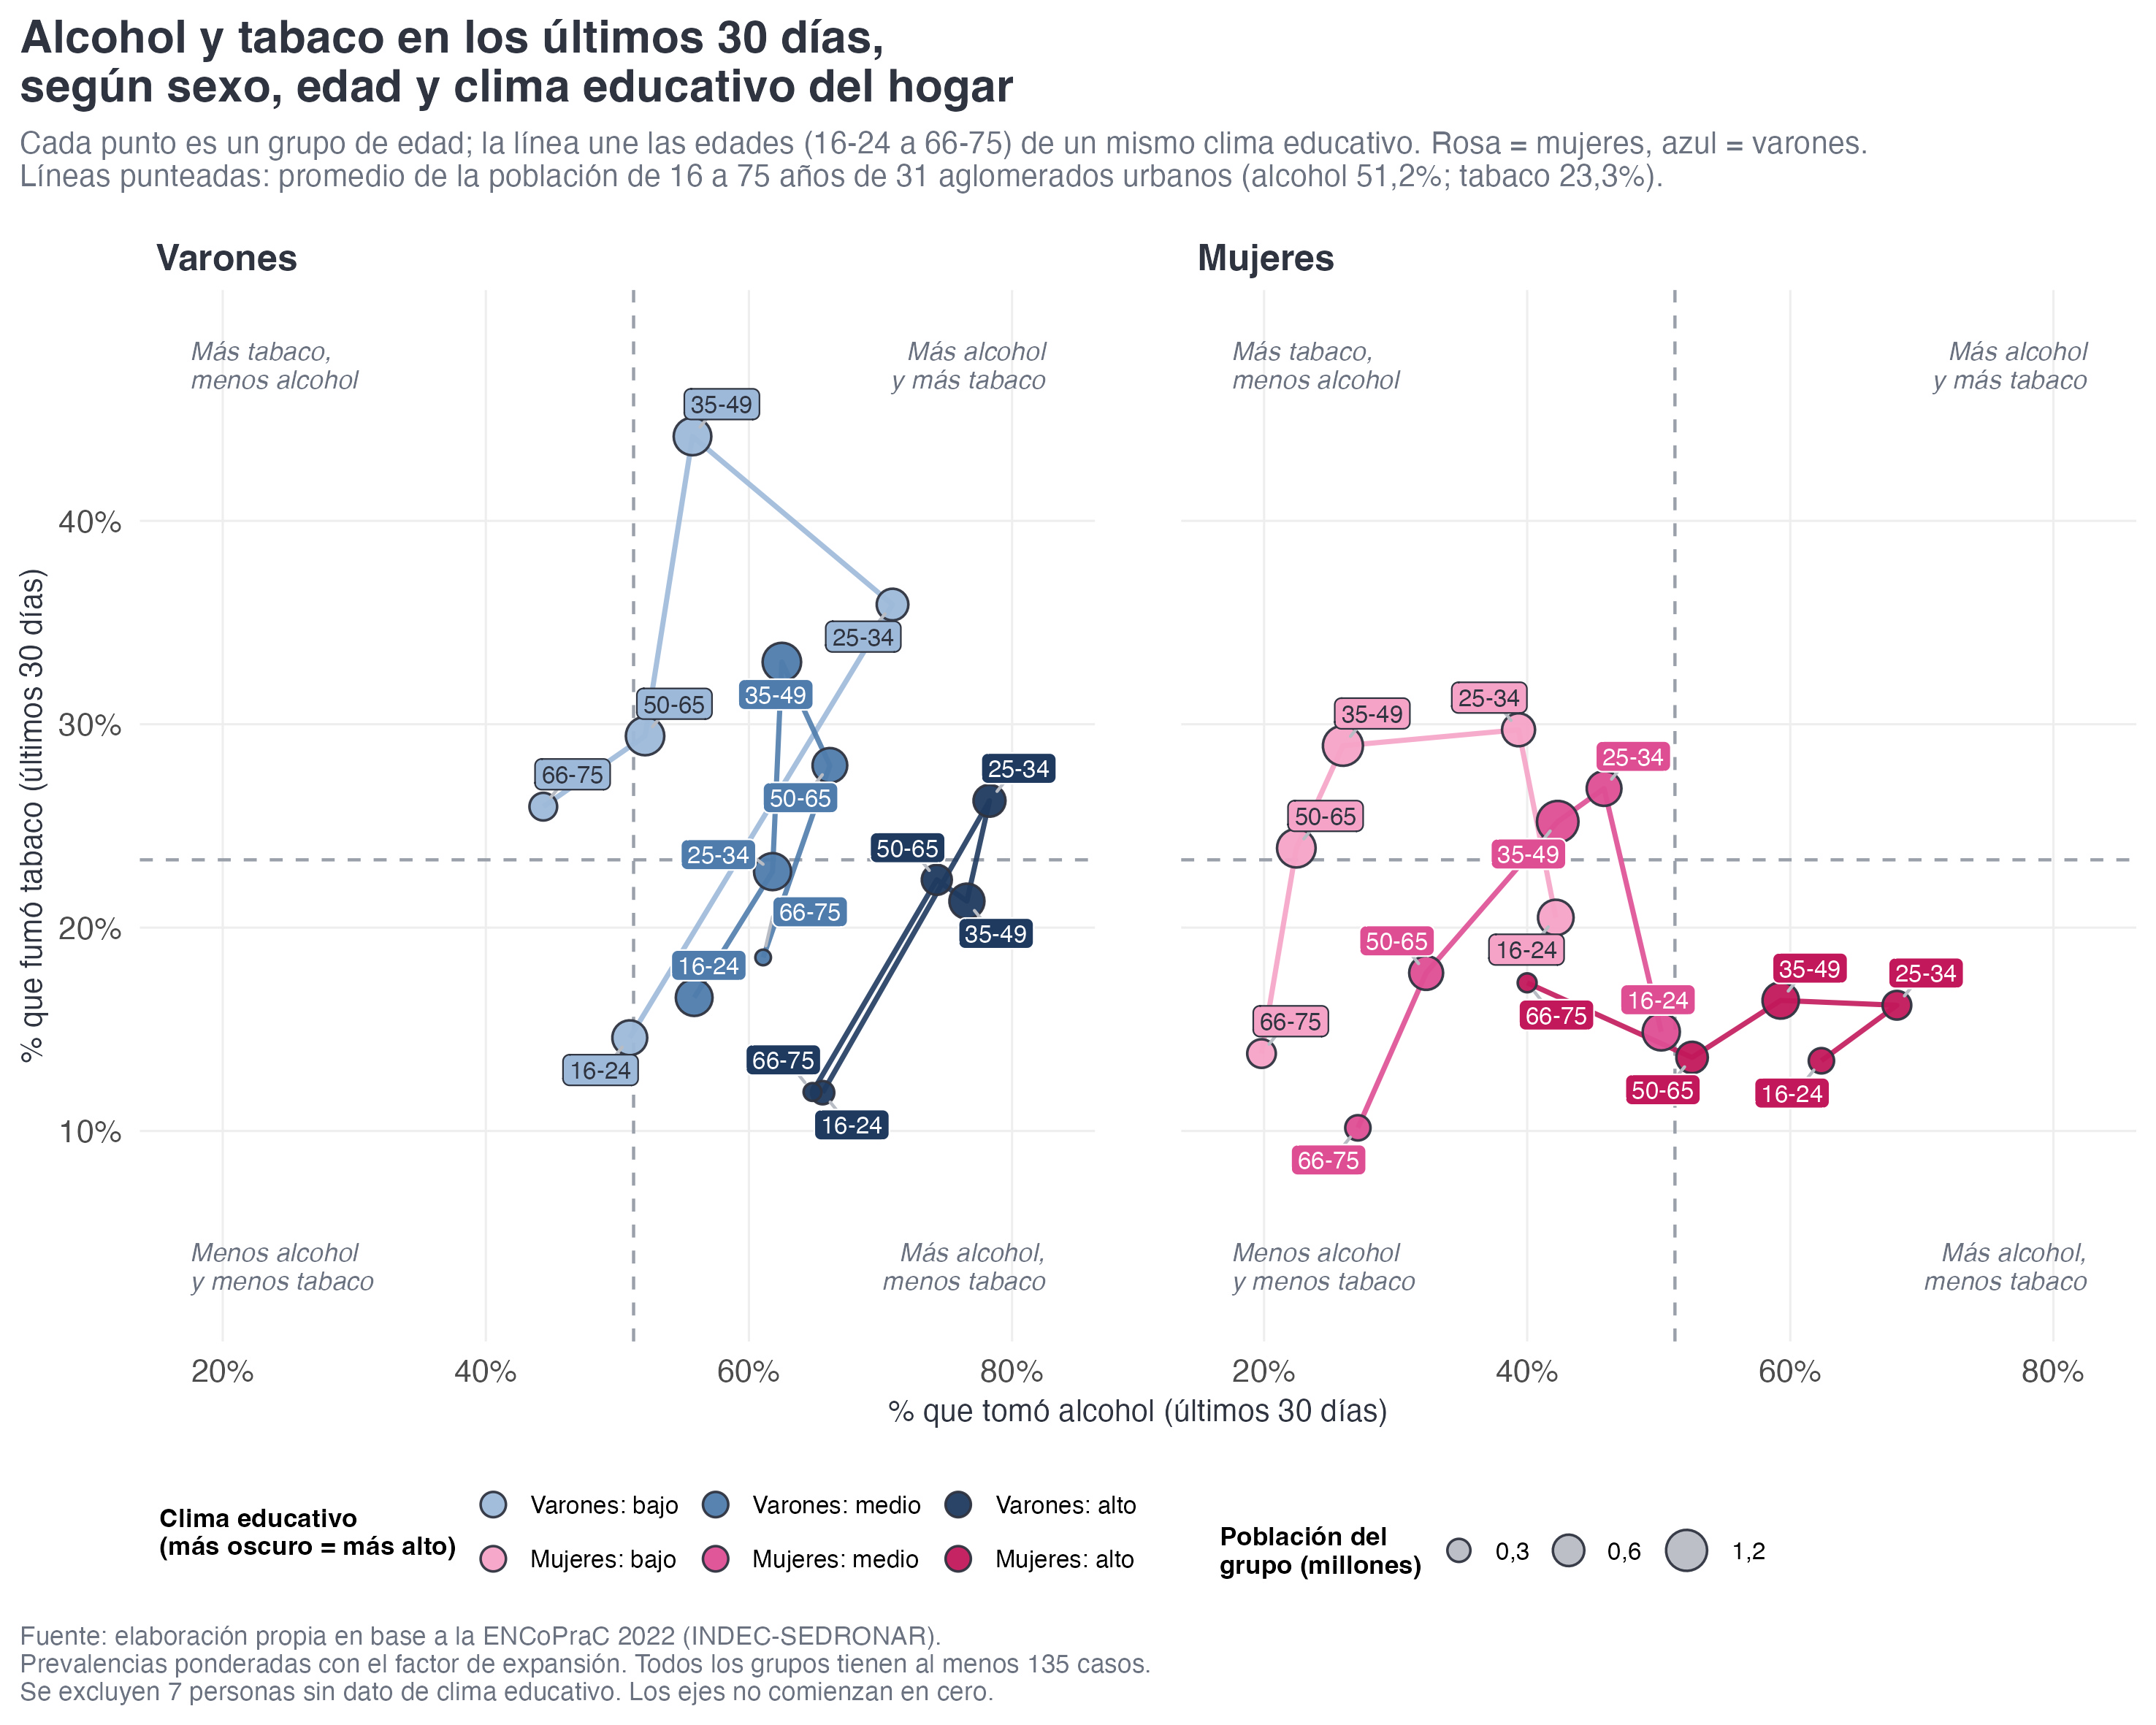 Alcohol y tabaco en los últimos 30 días,
según sexo, edad y clima educativo del hogar
Cada punto es un grupo de edad; la línea une las edades (16-24 a 66-75) de un mismo clima educativo. Rosa = mujeres, azul = varones.
Líneas punteadas: promedio de la población de 16 a 75 años de 31 aglomerados urbanos (alcohol 51,2%; tabaco 23,3%).
Varones
Más tabaco,
menos alcohol
Más alcohol
y más tabaco
35-49
25-34
50-65
35-49
66-75
25-34
50-65
50-65
25-34
66-75
35-49
16-24
66-75
16-24
16-24
Menos alcohol
y menos tabaco
Más alcohol,
menos tabaco
Mujeres
Más tabaco,
menos alcohol
Más alcohol
y más tabaco
25-34
35-49
25-34
50-65
35-49
50-65
16-24
35-49
25-34
16-24
66-75
66-75
50-65
16-24
66-75
Menos alcohol
y menos tabaco
Más alcohol,
menos tabaco
% que fumó tabaco (últimos 30 días)
40%
30%
20%
10%
20%
40%
60%
80%
20%
40%
60%
80%
% que tomó alcohol (últimos 30 días)
Clima educativo
(más oscuro = más alto)
Varones: bajo
Varones: medio
Varones: alto
Mujeres: bajo
Mujeres: medio
Mujeres: alto
Población del
grupo (millones)
0,3
0,6
1,2
Fuente: elaboración propia en base a la ENCoPraC 2022 (INDEC-SEDRONAR).
Prevalencias ponderadas con el factor de expansión. Todos los grupos tienen al menos 135 casos.
Se excluyen 7 personas sin dato de clima educativo. Los ejes no comienzan en cero.